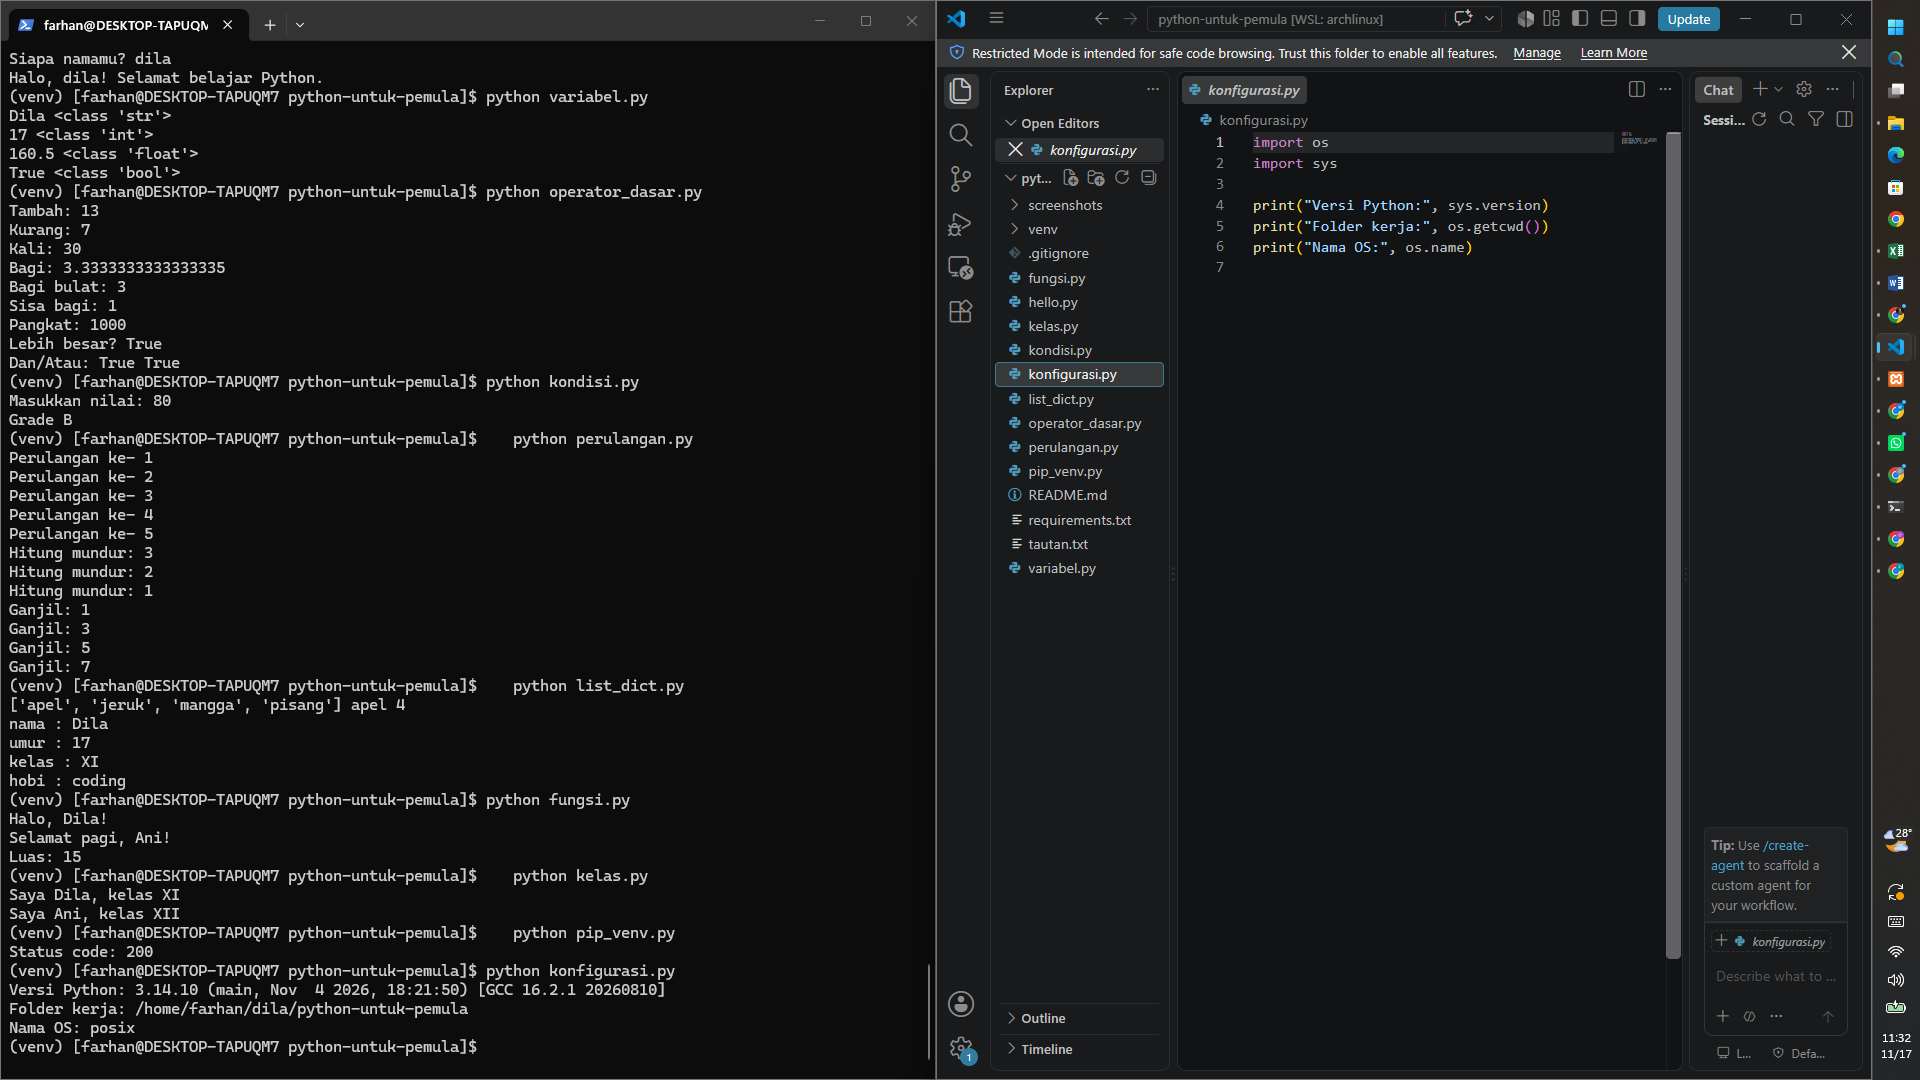 farhan@DESKTOP-TAPUQM
Siapa namamu? dila
Halo, dila! Selamat belajar Python.
(venv) [farhan@DESKTOP-TAPUQM7 python-untuk-pemula]$ python variabel.py
Dila <class 'str'>
17 <class 'int'>
160.5 <class 'float'>
True <class 'bool'>
(venv) [farhan@DESKTOP-TAPUQM7 python-untuk-pemula]$ python operator_dasar.py
Tambah: 13
Kurang: 7
Kali: 30
Bagi: 3.3333333333333335
Bagi bulat: 3
Sisa bagi: 1
Pangkat: 1000
Lebih besar? True
Dan/Atau: True True
(venv) [farhan@DESKTOP-TAPUQM7 python-untuk-pemula]$ python kondisi.py
Masukkan nilai: 80
Grade B
(venv) [farhan@DESKTOP-TAPUQM7 python-untuk-pemula]$    python perulangan.py
Perulangan ke- 1
Perulangan ke- 2
Perulangan ke- 3
Perulangan ke- 4
Perulangan ke- 5
Hitung mundur: 3
Hitung mundur: 2
Hitung mundur: 1
Ganjil: 1
Ganjil: 3
Ganjil: 5
Ganjil: 7
(venv) [farhan@DESKTOP-TAPUQM7 python-untuk-pemula]$    python list_dict.py
['apel', 'jeruk', 'mangga', 'pisang'] apel 4
nama : Dila
umur : 17
kelas : XI
hobi : coding
(venv) [farhan@DESKTOP-TAPUQM7 python-untuk-pemula]$ python fungsi.py
Halo, Dila!
Selamat pagi, Ani!
Luas: 15
(venv) [farhan@DESKTOP-TAPUQM7 python-untuk-pemula]$    python kelas.py
Saya Dila, kelas XI
Saya Ani, kelas XII
(venv) [farhan@DESKTOP-TAPUQM7 python-untuk-pemula]$    python pip_venv.py
Status code: 200
(venv) [farhan@DESKTOP-TAPUQM7 python-untuk-pemula]$ python konfigurasi.py
Versi Python: 3.14.10 (main, Nov  4 2026, 18:21:50) [GCC 16.2.1 20260810]
Folder kerja: /home/farhan/dila/python-untuk-pemula
Nama OS: posix
(venv) [farhan@DESKTOP-TAPUQM7 python-untuk-pemula]$
python-untuk-pemula [WSL: archlinux]
Update
Restricted Mode is intended for safe code browsing. Trust this folder to enable all features. Manage Learn More
Explorer
Open Editors
konfigurasi.py
pyt...
screenshots
venv
.gitignore
fungsi.py
hello.py
kelas.py
kondisi.py
konfigurasi.py
list_dict.py
operator_dasar.py
perulangan.py
pip_venv.py
README.md
requirements.txt
tautan.txt
variabel.py
Outline
Timeline
1
konfigurasi.py
konfigurasi.py
1 import os
2 import sys
3
4 print("Versi Python:", sys.version)
5 print("Folder kerja:", os.getcwd())
6 print("Nama OS:", os.name)
7
Chat
Sessi...
Tip: Use /create-
agent to scaffold a
custom agent for
your workflow.
konfigurasi.py
Describe what to ...
L...
Defa...
28°
11:32
11/17